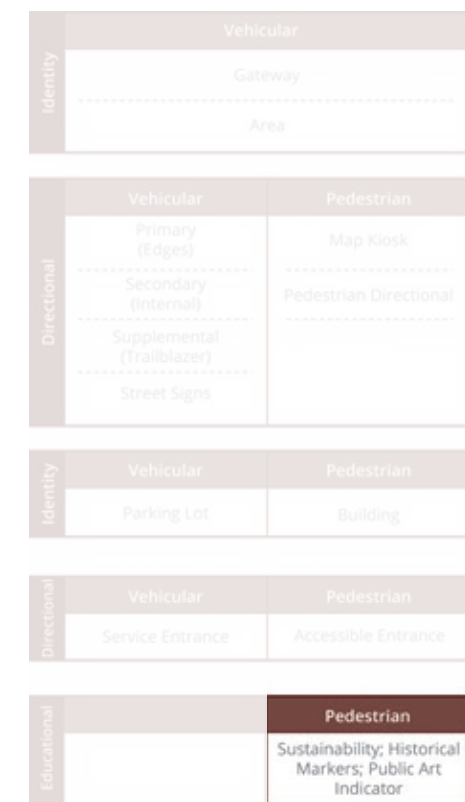 Identity
Vehicular
Gateway
Area
Directional
Vehicular
Pedestrian
Primary
(Edges)
Map Kiosk
Secondary
(Internal)
Pedestrian Directional
Supplemental
(Trailblazer)
Street Signs
Identity
Vehicular
Pedestrian
Parking Lot
Building
Directional
Vehicular
Pedestrian
Service Entrance
Accessible Entrance
Educational
Pedestrian
Sustainability; Historical
Markers; Public Art
Indicator